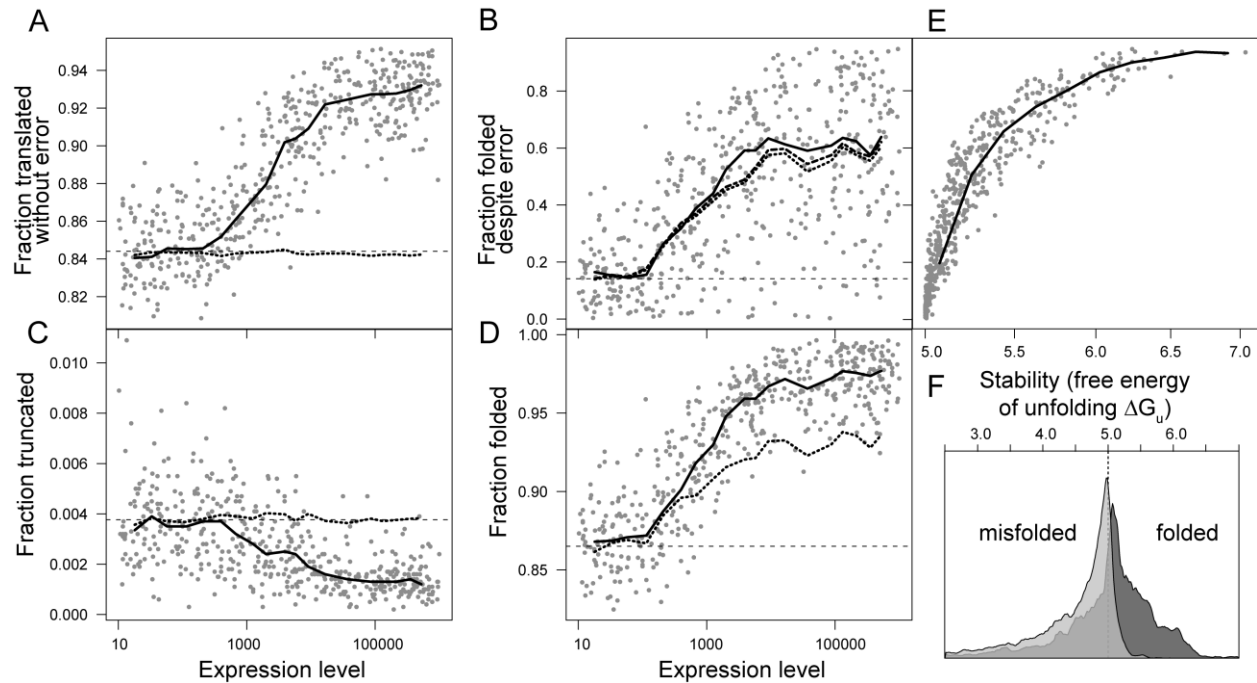 A
Fraction translated
without error
0.94
0.92
0.90
0.88
0.86
0.84
0.82
B
Fraction folded
despite error
0.8
0.6
0.4
0.2
0.0
E
5.0
5.5
6.0
6.5
7.0
Stability (free energy
of unfolding ΔGu)
C
Fraction truncated
0.010
0.008
0.006
0.004
0.002
0.000
10
1000
100000
Expression level
D
Fraction folded
1.00
0.95
0.90
0.85
10
1000
100000
Expression level
F
3.0
4.0
5.0
6.0
misfolded
folded